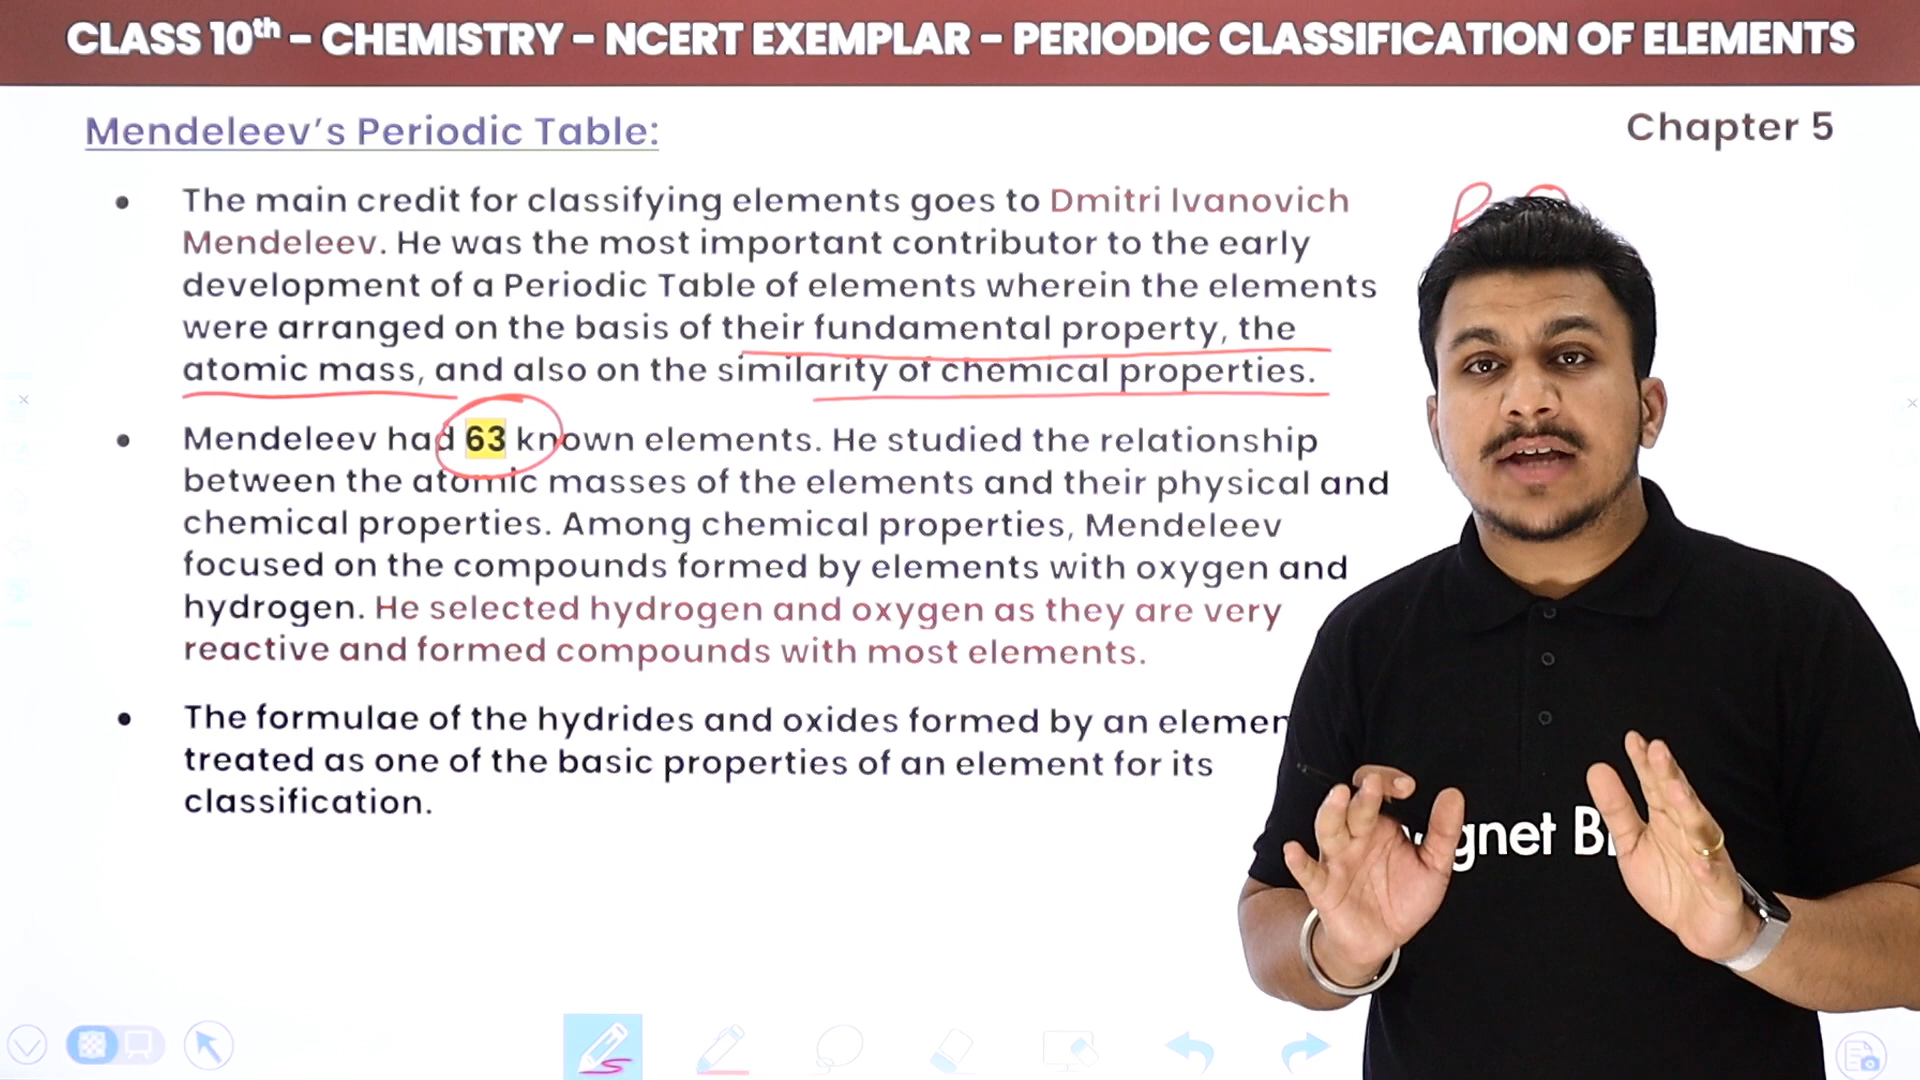 CLASS 10th - CHEMISTRY - NCERT EXEMPLAR - PERIODIC CLASSIFICATION OF ELEMENTS
Mendeleev's Periodic Table:
Chapter 5
• The main credit for classifying elements goes to Dmitri Ivanovich
Mendeleev. He was the most important contributor to the early
development of a Periodic Table of elements wherein the elements
were arranged on the basis of their fundamental property, the
atomic mass, and also on the similarity of chemical properties.
• Mendeleev had 63 known elements. He studied the relationship
between the atomic masses of the elements and their physical and
chemical properties. Among chemical properties, Mendeleev
focused on the compounds formed by elements with oxygen and
hydrogen. He selected hydrogen and oxygen as they are very
reactive and formed compounds with most elements.
• The formulae of the hydrides and oxides formed by an elemen
treated as one of the basic properties of an element for its
classification.
gnet B